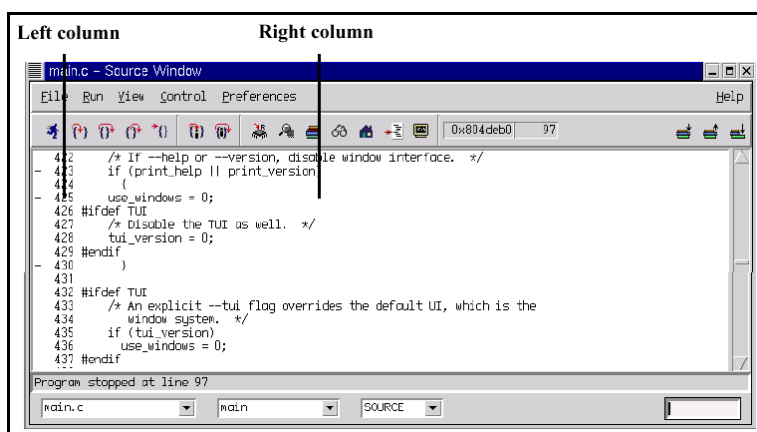 Left column Right column
main.c – Source Window
File Run View Control Preferences Help
0x804deb0 97
422 /* If --help or --version, disable window interface. */
– 423 if (print_help || print_version)
424 {
– 425 use_windows = 0;
426 #ifdef TUI
427 /* Disable the TUI as well. */
428 tui_version = 0;
429 #endif
– 430 }
431
432 #ifdef TUI
433 /* An explicit --tui flag overrides the default UI, which is the
434 window system. */
435 if (tui_version)
436 use_windows = 0;
437 #endif
Program stopped at line 97
main.c main SOURCE